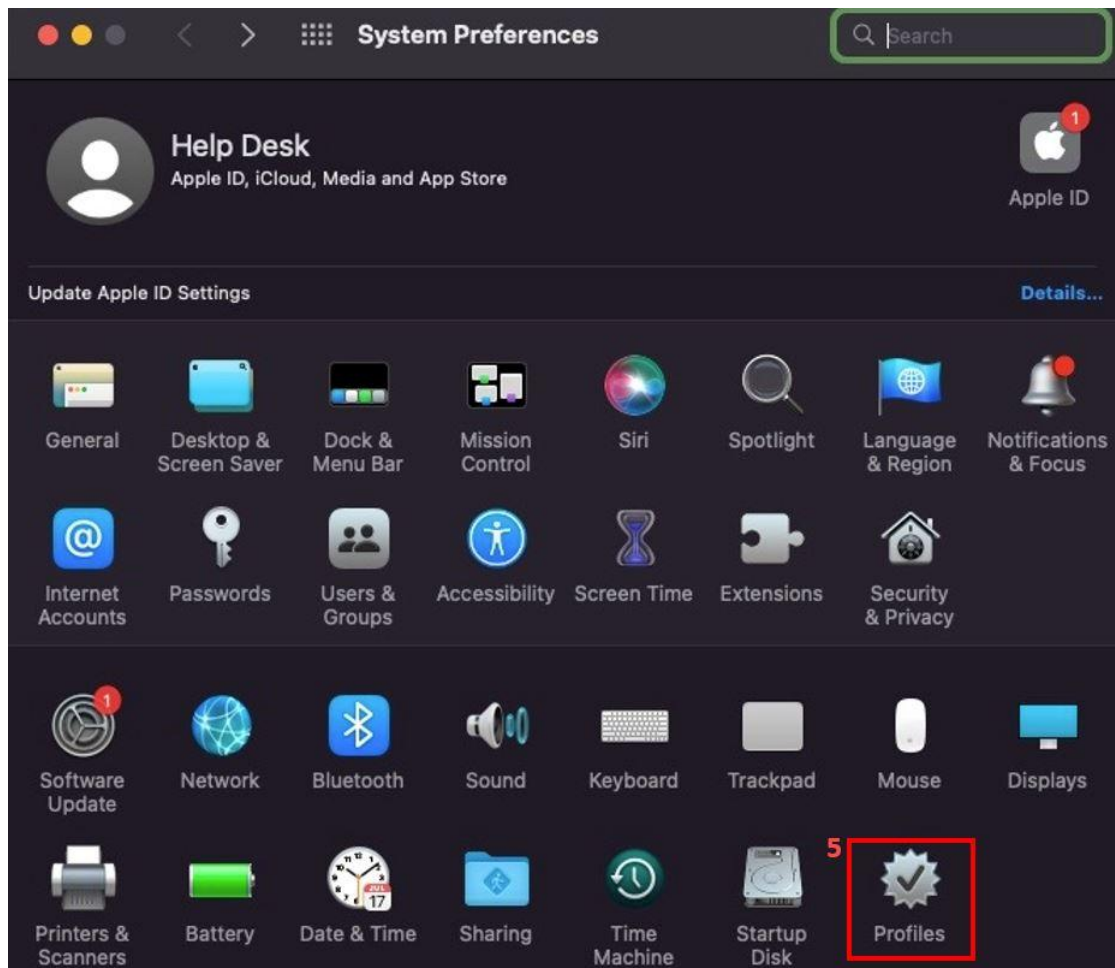 System Preferences
Search
Help Desk
Apple ID, iCloud, Media and App Store
1
Apple ID
Update Apple ID Settings
Details...
General
Desktop &
Screen Saver
Dock &
Menu Bar
Mission
Control
Siri
Spotlight
Language
& Region
Notifications
& Focus
Internet
Accounts
Passwords
Users &
Groups
Accessibility
Screen Time
Extensions
Security
& Privacy
1
Software
Update
Network
Bluetooth
Sound
Keyboard
Trackpad
Mouse
Displays
Printers &
Scanners
Battery
JUL
17
Date & Time
Sharing
Time
Machine
Startup
Disk
5
Profiles